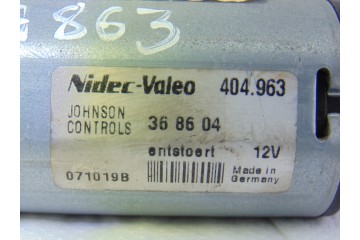 863
Nidec-Valeo 404.963
JOHNSON
CONTROLS 36 86 04
entstoert 12V
071019B Made in
Germany